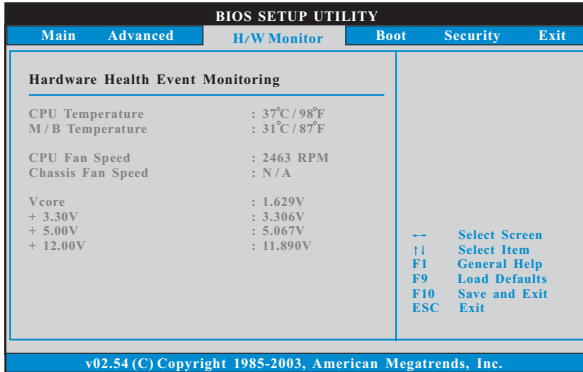 BIOS SETUP UTILITY
Main Advanced H/W Monitor Boot Security Exit
Hardware Health Event Monitoring
CPU Temperature : 37°C / 98°F
M / B Temperature : 31°C / 87°F
CPU Fan Speed : 2463 RPM
Chassis Fan Speed : N / A
Vcore : 1.629V
+ 3.30V : 3.306V
+ 5.00V : 5.067V
+ 12.00V : 11.890V
←→ Select Screen
↑↓ Select Item
F1 General Help
F9 Load Defaults
F10 Save and Exit
ESC Exit
v02.54 (C) Copyright 1985-2003, American Megatrends, Inc.